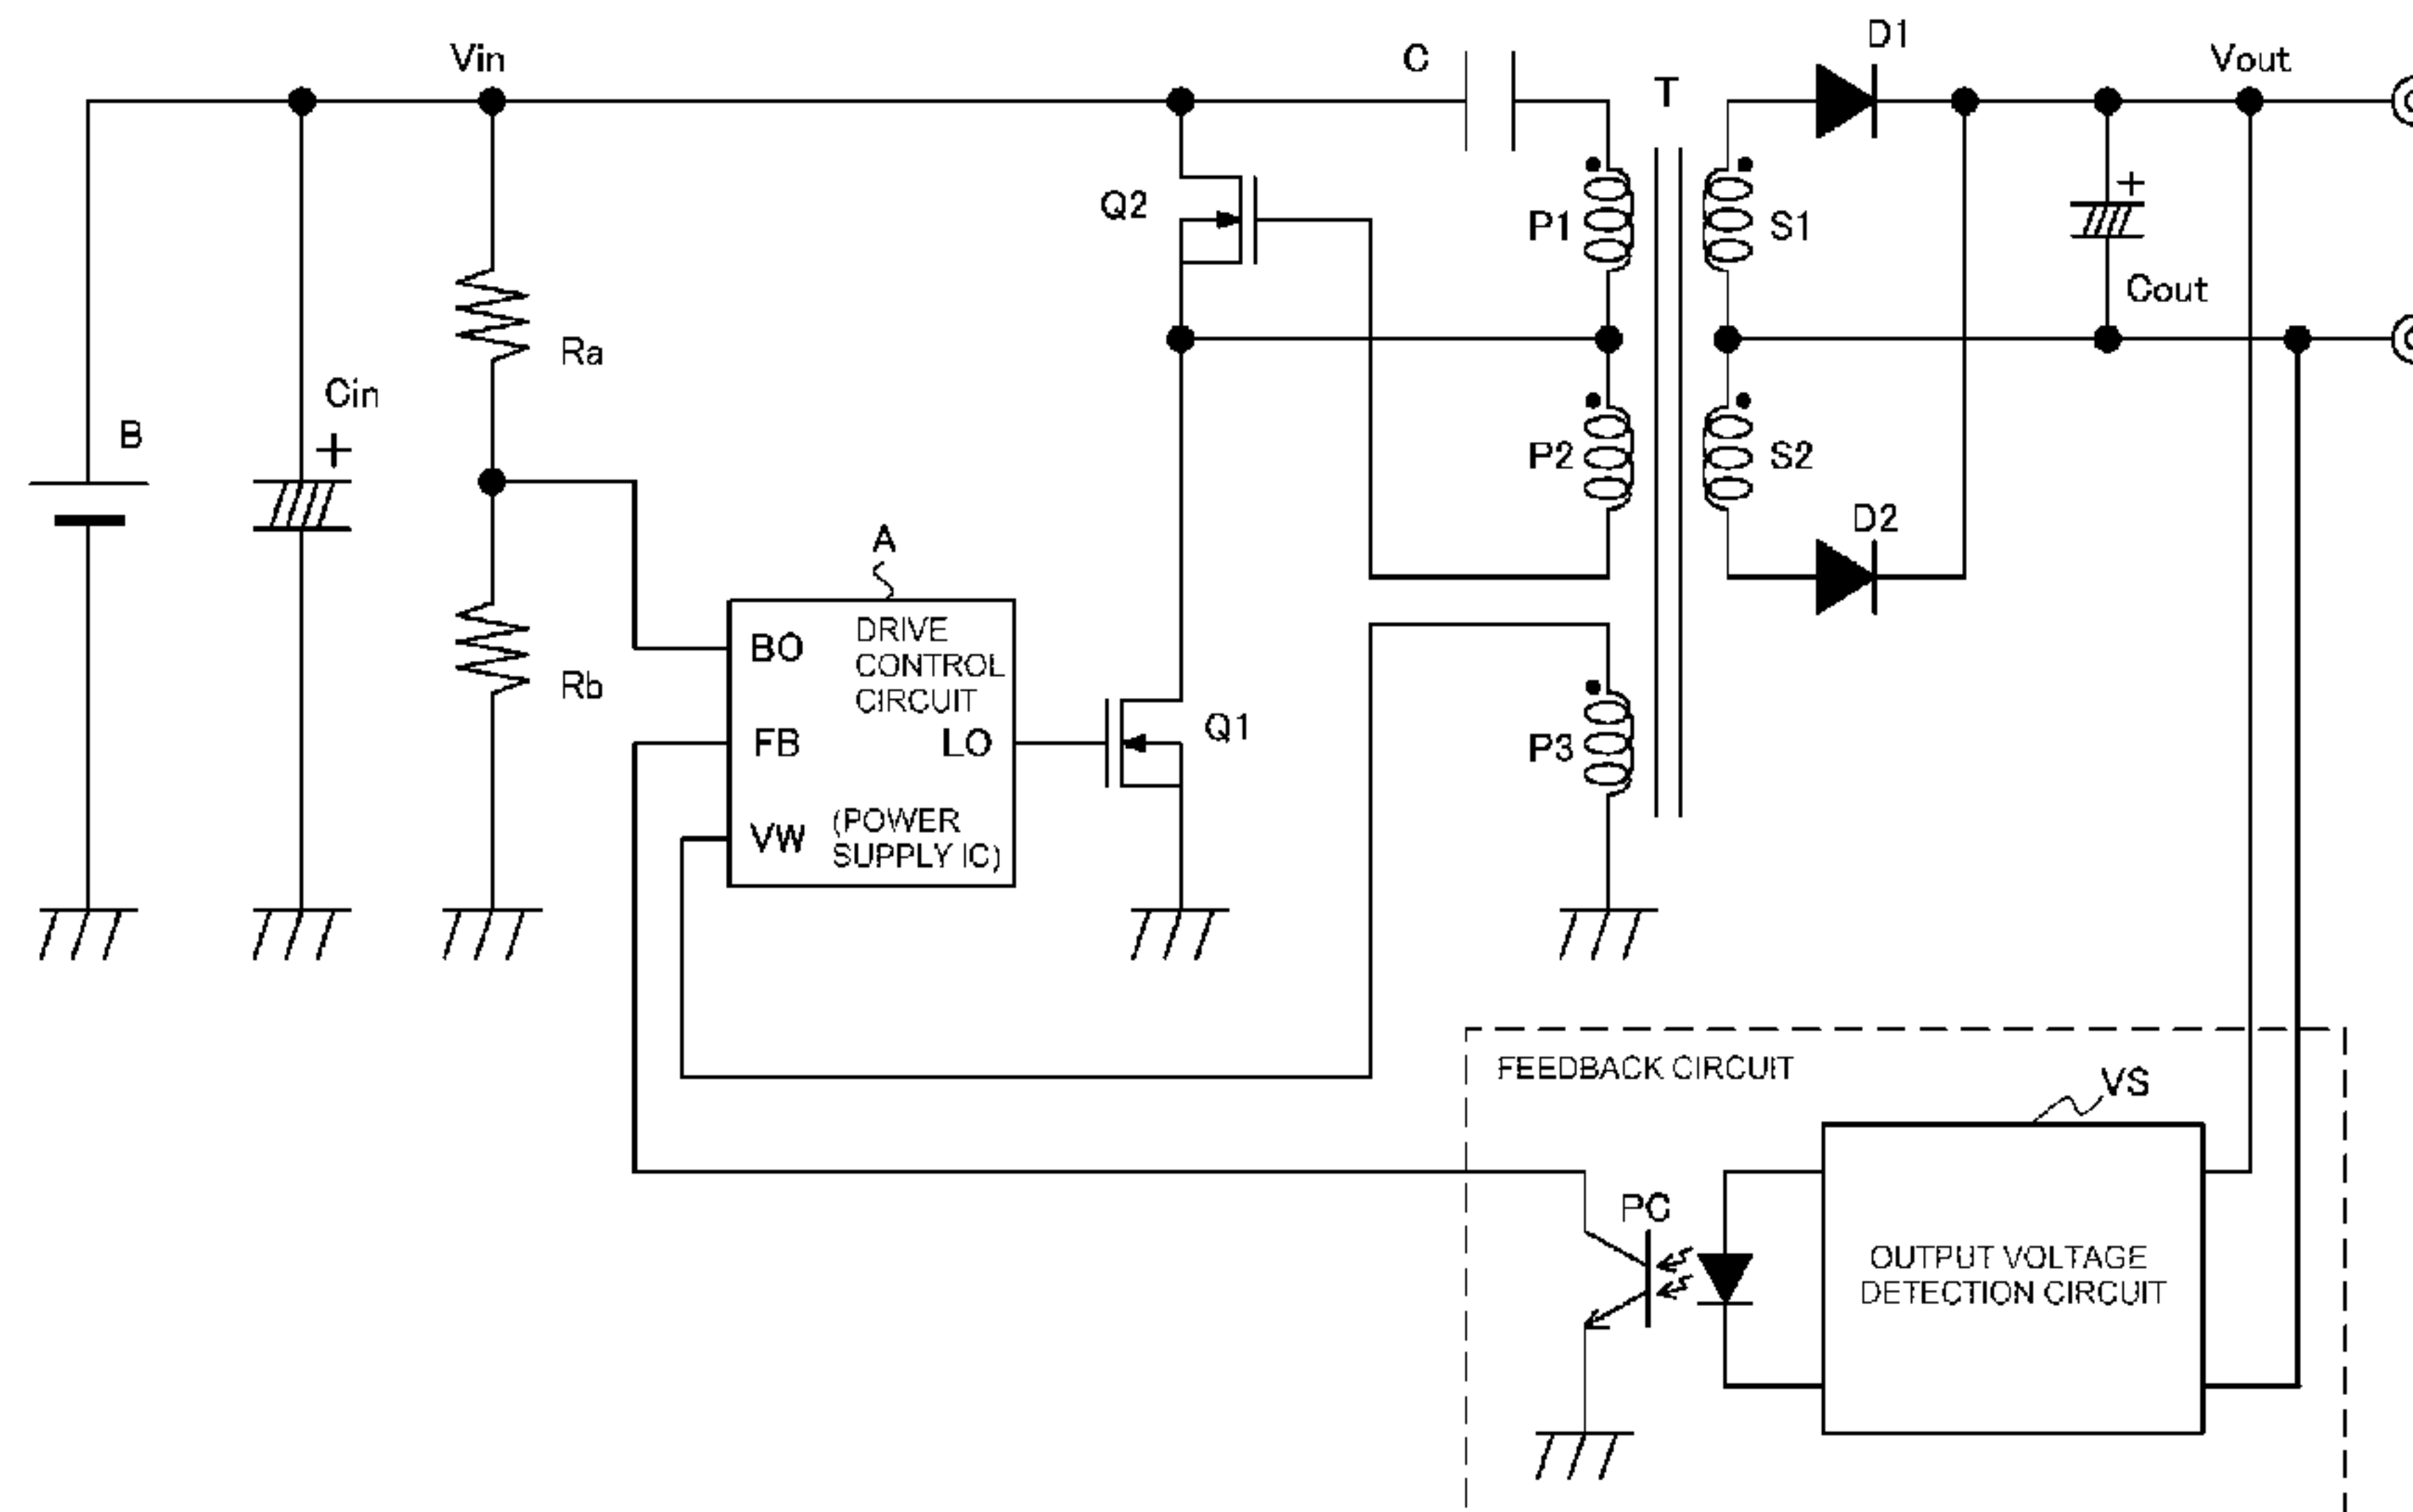 Vin
C
T
D1
Vout
Q2
P1
S1
+
Cout
Ra
Cin
+
B
P2
S2
D2
A
Rb
BO
DRIVE
CONTROL
CIRCUIT
FB
LO
Q1
P3
VW
(POWER
SUPPLY IC)
FEEDBACK CIRCUIT
VS
PC
OUTPUT VOLTAGE
DETECTION CIRCUIT